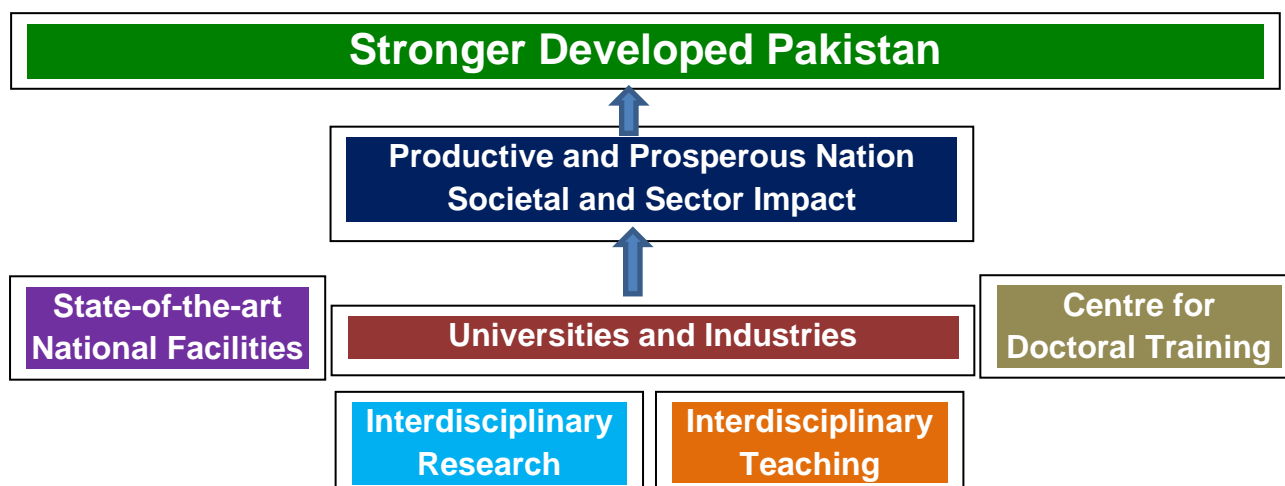 Stronger Developed Pakistan
Productive and Prosperous Nation
Societal and Sector Impact
State-of-the-art
National Facilities
Universities and Industries
Centre for
Doctoral Training
Interdisciplinary
Research
Interdisciplinary
Teaching